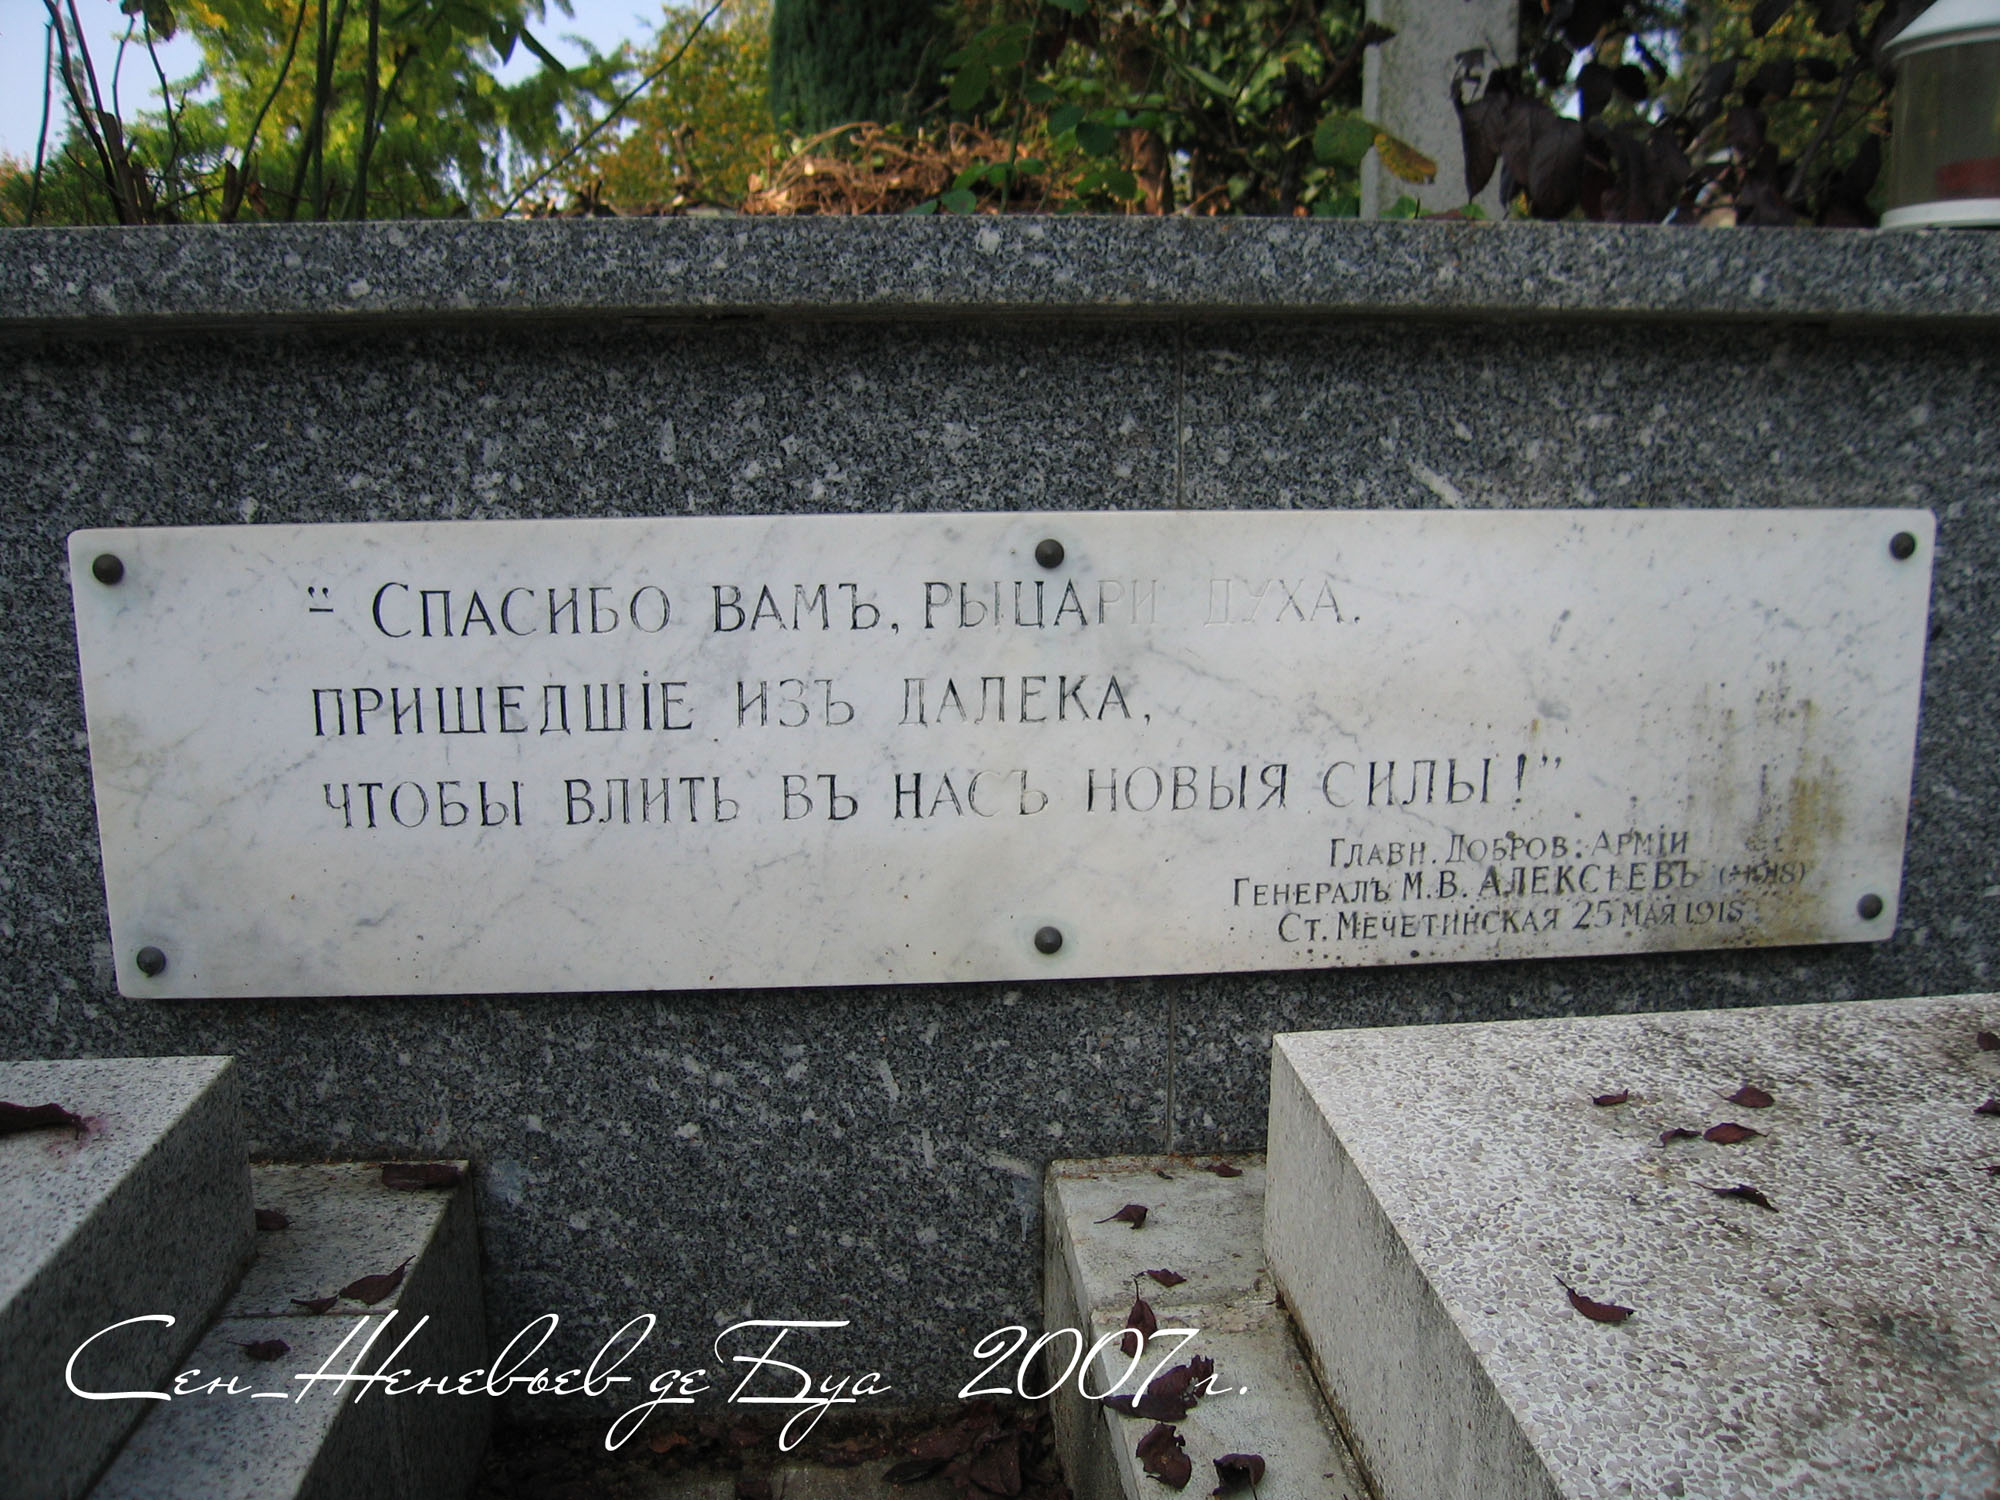 “ Спасибо вамъ, рыцари духа.
пришедшіе изъ далека,
чтобы влить въ насъ новыя силы!”
Главн. Добров. Арміи
Генералъ М.В. Алексѣевъ (†1918)
Ст. Мечетинская 25 мая 1918
Сен-Женевьев де Буа 2007 г.